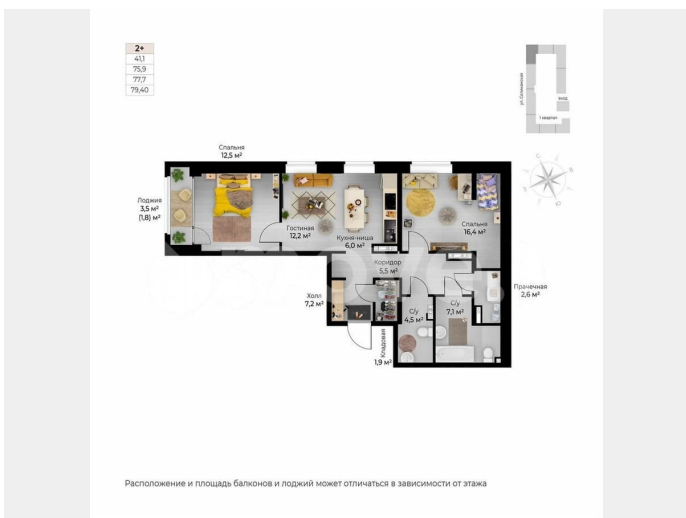 2+
41,1
75,9
77,7
79,40
ул. Салиманская
вход
1 квартал
С
В
Ю
З
Спальня
12,5 м²
Лоджия
3,5 м²
(1,8) м²
Гостиная
12,2 м²
Кухня-ниша
6,0 м²
Спальня
16,4 м²
Коридор
5,5 м²
Холл
7,2 м²
Прачечная
2,6 м²
С/у
4,5 м²
С/у
7,1 м²
Кладовая
1,9 м²
Расположение и площадь балконов и лоджий может отличаться в зависимости от этажа